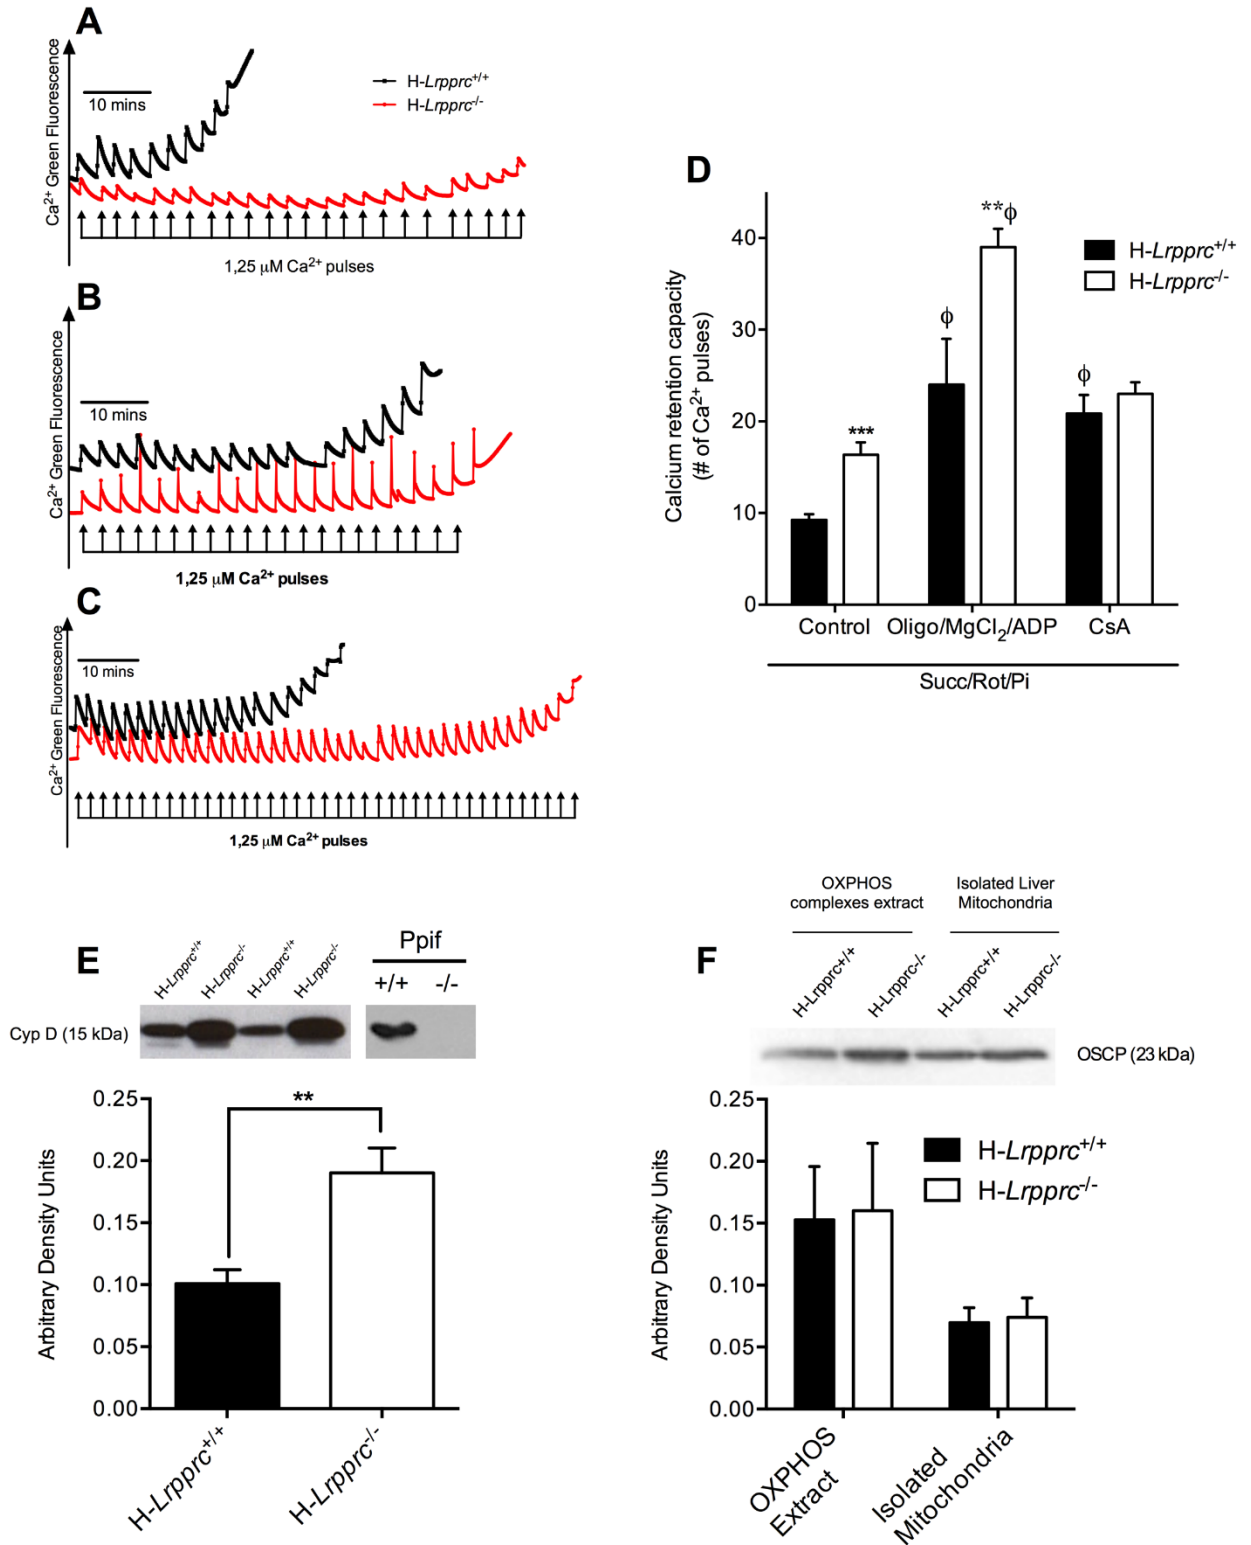 A
Ca²⁺ Green Fluorescence
10 mins
H-Lrpprc⁺/⁺
H-Lrpprc⁻/⁻
1,25 µM Ca²⁺ pulses
B
Ca²⁺ Green Fluorescence
10 mins
1,25 µM Ca²⁺ pulses
C
Ca²⁺ Green Fluorescence
10 mins
1,25 µM Ca²⁺ pulses
D
Calcium retention capacity
(# of Ca²⁺ pulses)
40
30
20
10
0
***
ϕ
**ϕ
ϕ
H-Lrpprc⁺/⁺
H-Lrpprc⁻/⁻
Control Oligo/MgCl₂/ADP CsA
Succ/Rot/Pi
E
H-Lrpprc⁺/⁺ H-Lrpprc⁻/⁻ H-Lrpprc⁺/⁺ H-Lrpprc⁻/⁻
Ppif
+/+ -/-
Cyp D (15 kDa)
Arbitrary Density Units
0.25
0.20
0.15
0.10
0.05
0.00
**
H-Lrpprc⁺/⁺ H-Lrpprc⁻/⁻
F
OXPHOS
complexes extract
Isolated Liver
Mitochondria
H-Lrpprc+/+ H-Lrpprc-/- H-Lrpprc+/+ H-Lrpprc-/-
OSCP (23 kDa)
Arbitrary Density Units
0.25
0.20
0.15
0.10
0.05
0.00
H-Lrpprc⁺/⁺
H-Lrpprc⁻/⁻
OXPHOS
Extract
Isolated
Mitochondria